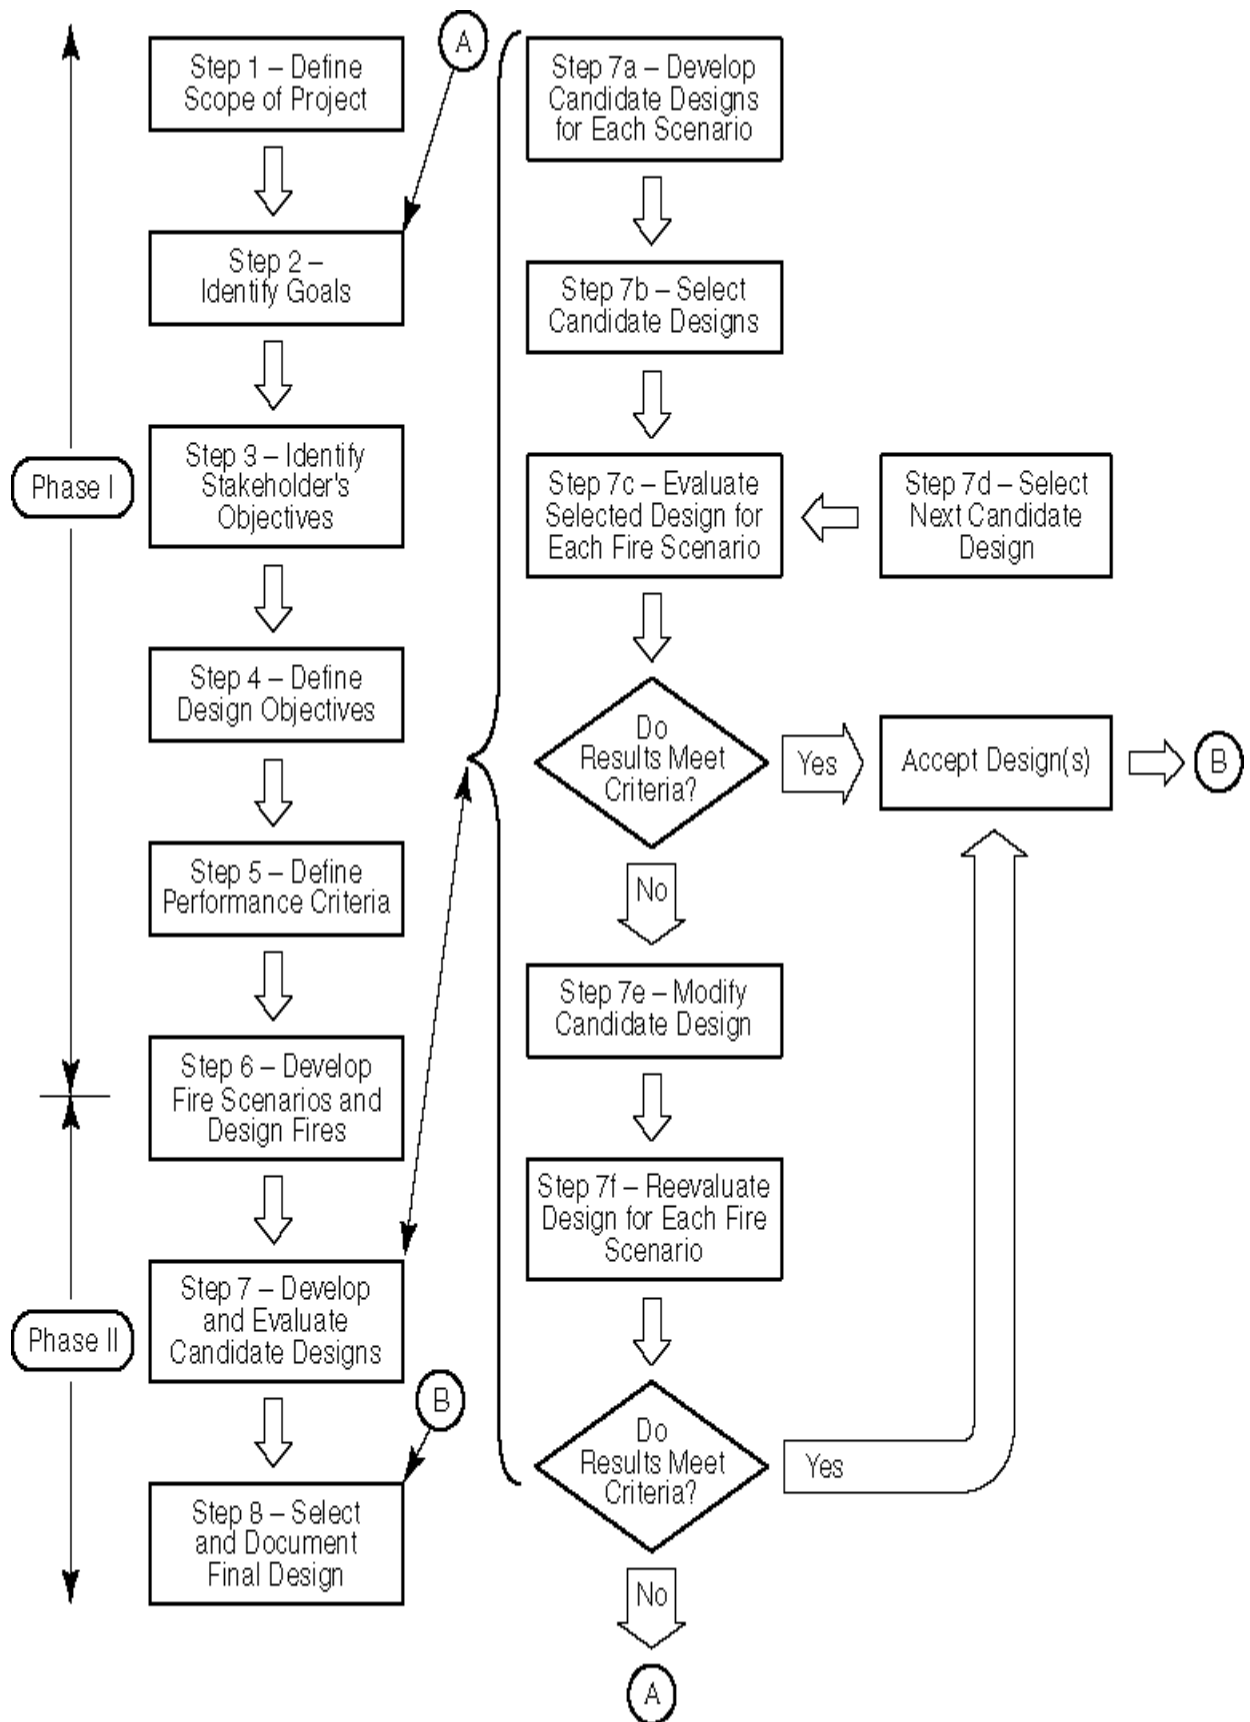 A
Step 1 – Define
Scope of Project
Step 2 –
Identify Goals
Phase I
Step 3 – Identify
Stakeholder's
Objectives
Step 4 – Define
Design Objectives
Step 5 – Define
Performance Criteria
Step 6 – Develop
Fire Scenarios and
Design Fires
Phase II
Step 7 – Develop
and Evaluate
Candidate Designs
B
Step 8 – Select
and Document
Final Design
Step 7a – Develop
Candidate Designs
for Each Scenario
Step 7b – Select
Candidate Designs
Step 7c – Evaluate
Selected Design for
Each Fire Scenario
Step 7d – Select
Next Candidate
Design
Do
Results Meet
Criteria?
Yes
Accept Design(s)
B
No
Step 7e – Modify
Candidate Design
Step 7f – Reevaluate
Design for Each Fire
Scenario
Do
Results Meet
Criteria?
Yes
No
A